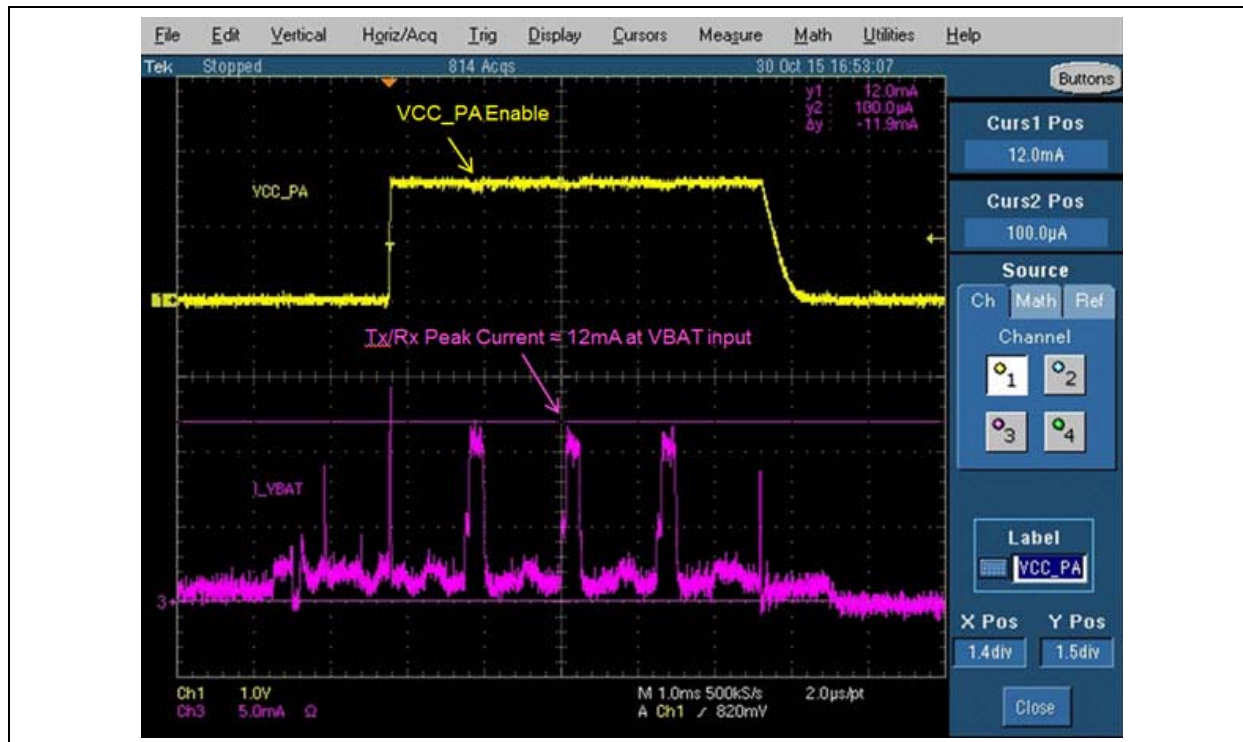 File Edit Vertical Horiz/Acq Trig Display Cursors Measure Math Utilities Help
Tek Stopped 814 Acqs 30 Oct 15 16:53:07
Buttons
y1 : 12.0mA
y2 : 100.0µA
Δy : -11.9mA
VCC_PA Enable
VCC_PA
Curs1 Pos
12.0mA
Curs2 Pos
100.0µA
Source
Ch Math Ref
Channel
1 2
3 4
Tx/Rx Peak Current = 12mA at VBAT input
I_VBAT
3
Label
VCC_PA
X Pos Y Pos
1.4div 1.5div
Close
Ch1 1.0V M 1.0ms 500kS/s 2.0µs/pt
Ch3 5.0mA Ω A Ch1 / 820mV